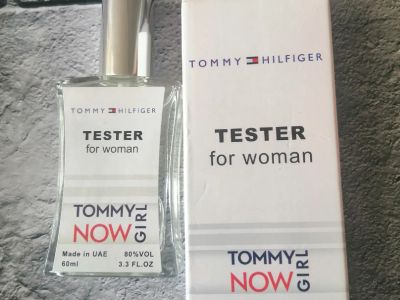 TOMMY HILFIGER
TESTER
for woman
TOMMY
NOW
GIRL
Made in UAE 80%VOL
60ml 3.3 FL.OZ
TOMMY HILFIGER
TESTER
for woman
TOMMY
NOW
GIRL